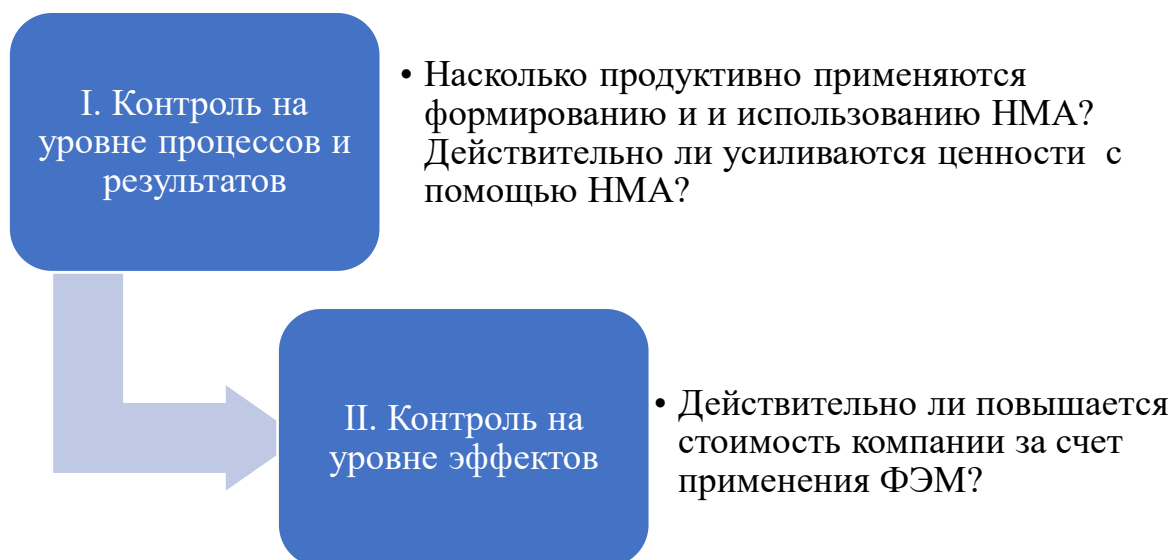 I. Контроль на
уровне процессов и
результатов
• Насколько продуктивно применяются
формированию и и использованию НМА?
Действительно ли усиливаются ценности с
помощью НМА?
II. Контроль на
уровне эффектов
• Действительно ли повышается
стоимость компании за счет
применения ФЭМ?